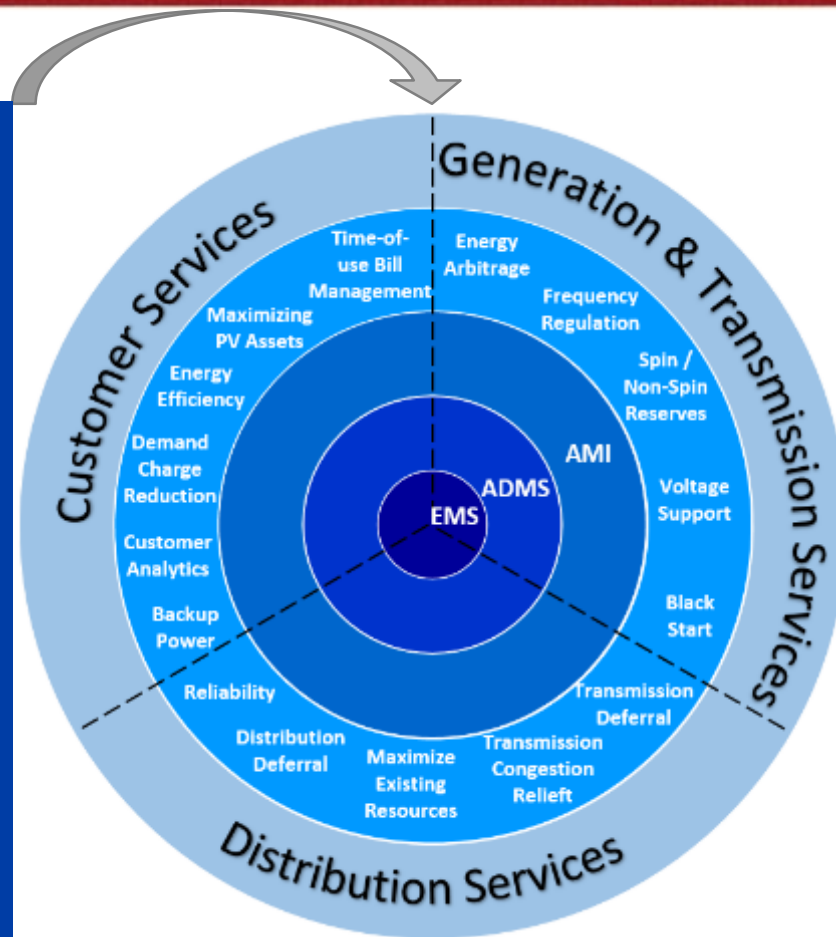 Customer Services
Generation & Transmission Services
Distribution Services
Time-of-
use Bill
Management
Maximizing
PV Assets
Energy
Efficiency
Demand
Charge
Reduction
Customer
Analytics
Backup
Power
Energy
Arbitrage
Frequency
Regulation
Spin /
Non-Spin
Reserves
Voltage
Support
Black
Start
Reliability
Distribution
Deferral
Maximize
Existing
Resources
Transmission
Congestion
Relieft
Transmission
Deferral
AMI
ADMS
EMS